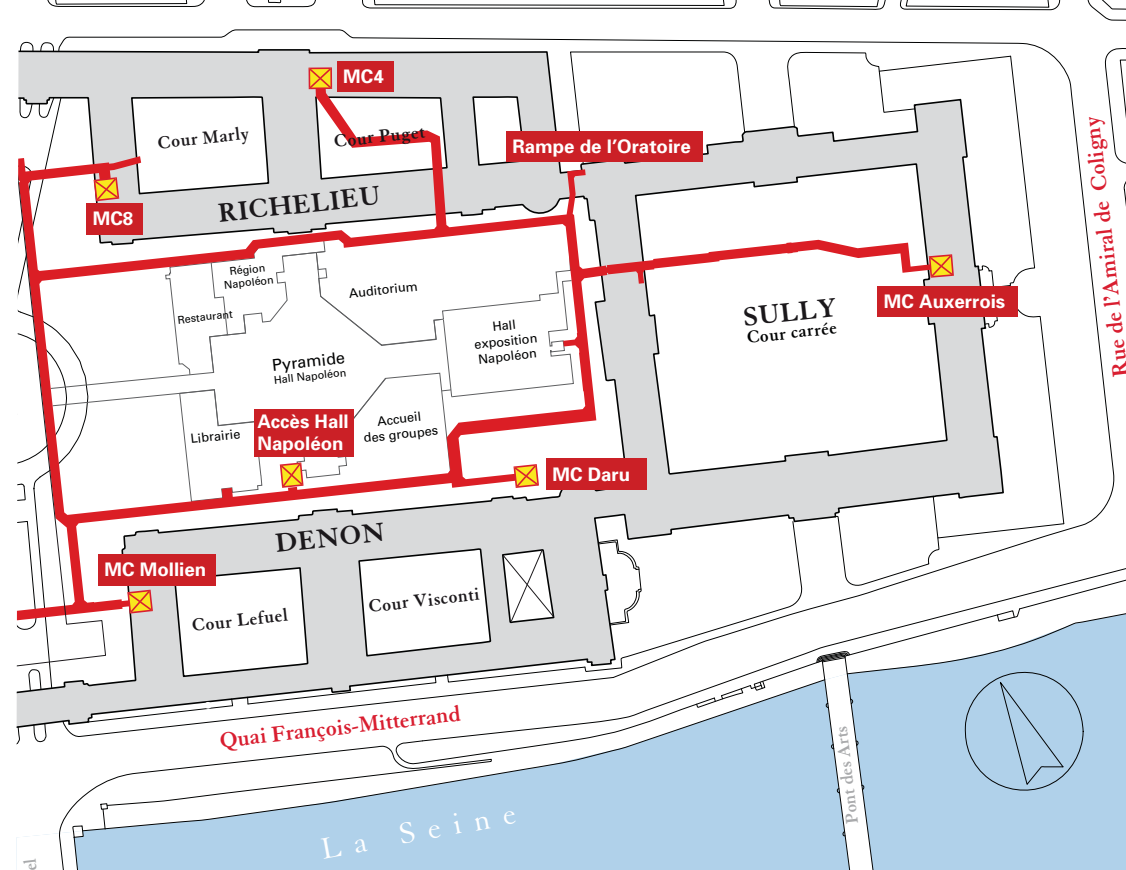 MC4
Cour Marly
Cour Puget
Rampe de l'Oratoire
MC8
RICHELIEU
Rue de l'Amiral de Coligny
Région
Napoléon
Auditorium
MC Auxerrois
Restaurant
SULLY
Cour carrée
Hall
exposition
Napoléon
Pyramide
Hall Napoléon
Accès Hall
Napoléon
Accueil
des groupes
Librairie
MC Daru
DENON
MC Mollien
Cour Lefuel
Cour Visconti
Quai François-Mitterrand
Pont des Arts
La Seine
el